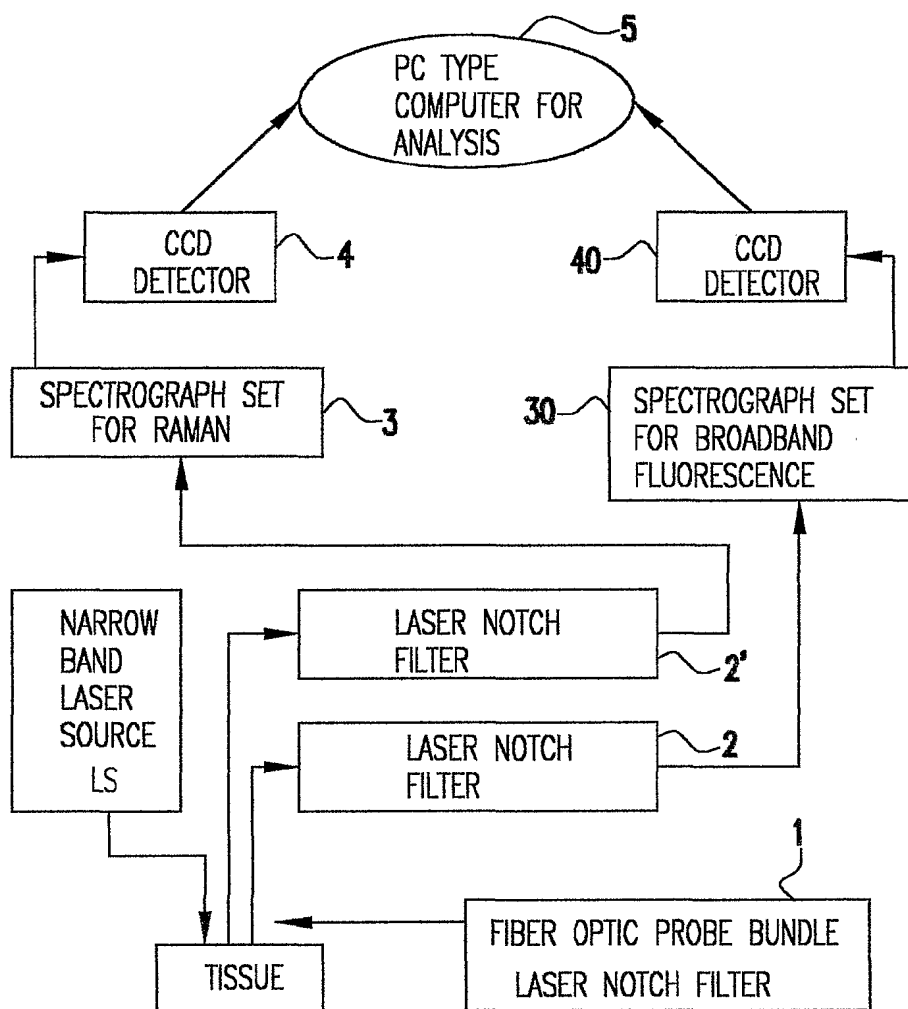 5
PC TYPE
COMPUTER FOR
ANALYSIS
CCD
DETECTOR
4
40
CCD
DETECTOR
SPECTROGRAPH SET
FOR RAMAN
3
30
SPECTROGRAPH SET
FOR BROADBAND
FLUORESCENCE
NARROW
BAND
LASER
SOURCE
LS
LASER NOTCH
FILTER
2'
LASER NOTCH
FILTER
2
1
TISSUE
FIBER OPTIC PROBE BUNDLE
LASER NOTCH FILTER